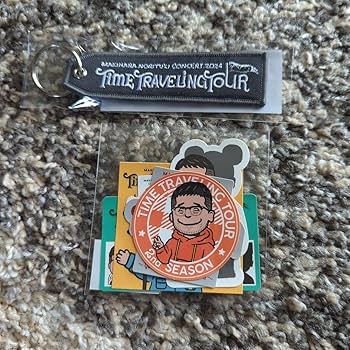 MAKIHARA NORIYUKI CONCERT 2024
TIME TRAVELING TOUR
TIME TRAVELING TOUR
2ND SEASON